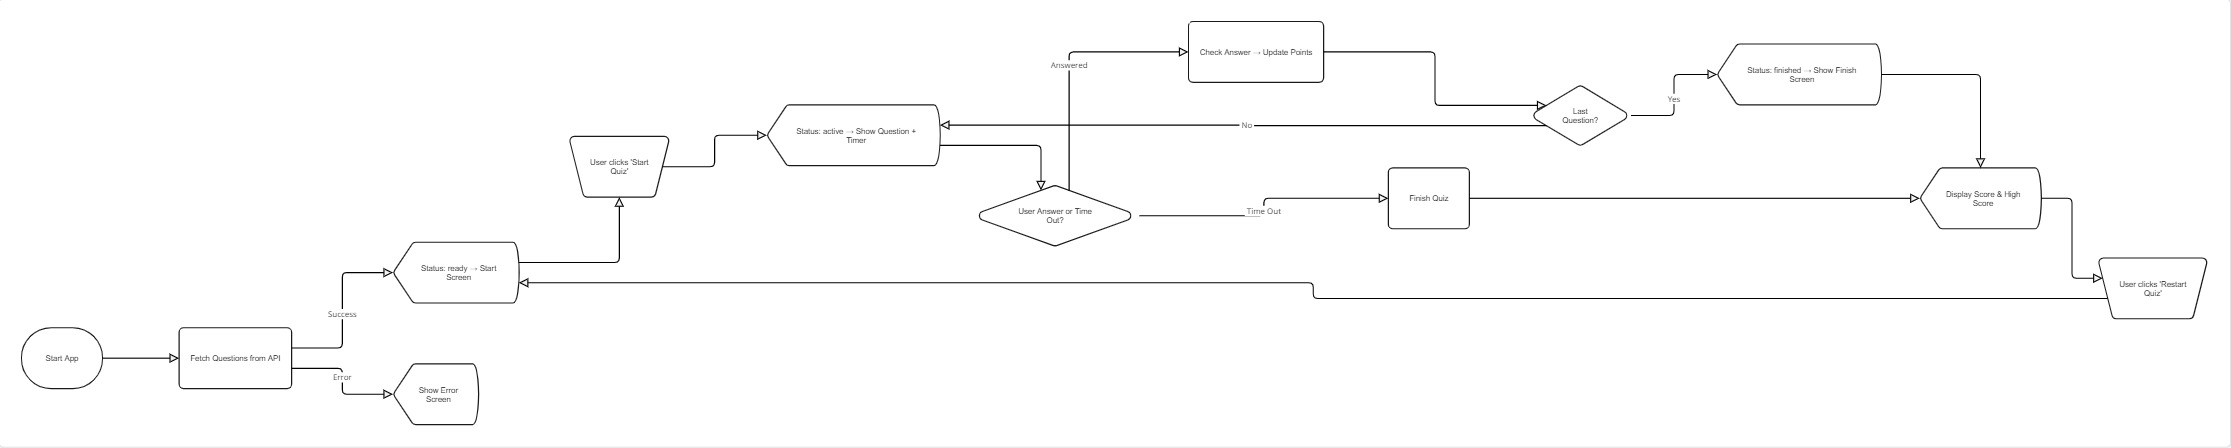 Start App
Fetch Questions from API
Success
Error
Show Error
Screen
Status: ready → Start
Screen
User clicks 'Start
Quiz'
Status: active → Show Question +
Timer
User Answer or Time
Out?
Answered
Check Answer → Update Points
Time Out
Finish Quiz
Last
Question?
No
Yes
Status: finished → Show Finish
Screen
Display Score & High
Score
User clicks 'Restart
Quiz'